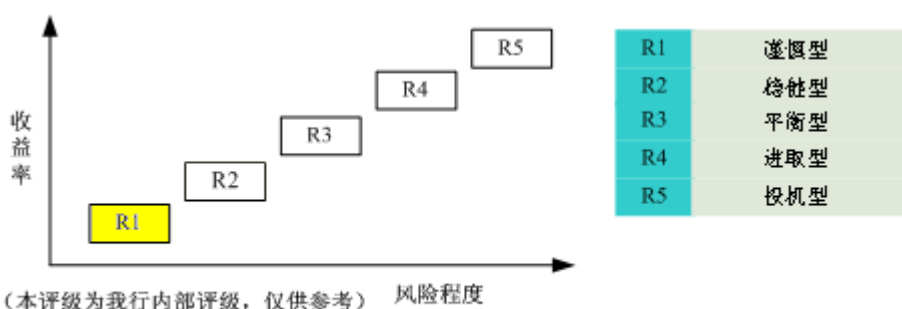 R5
R4
R3
R2
R1
收益率
风险程度
（本评级为我行内部评级，仅供参考）
R1 谨慎型
R2 稳健型
R3 平衡型
R4 进取型
R5 投机型